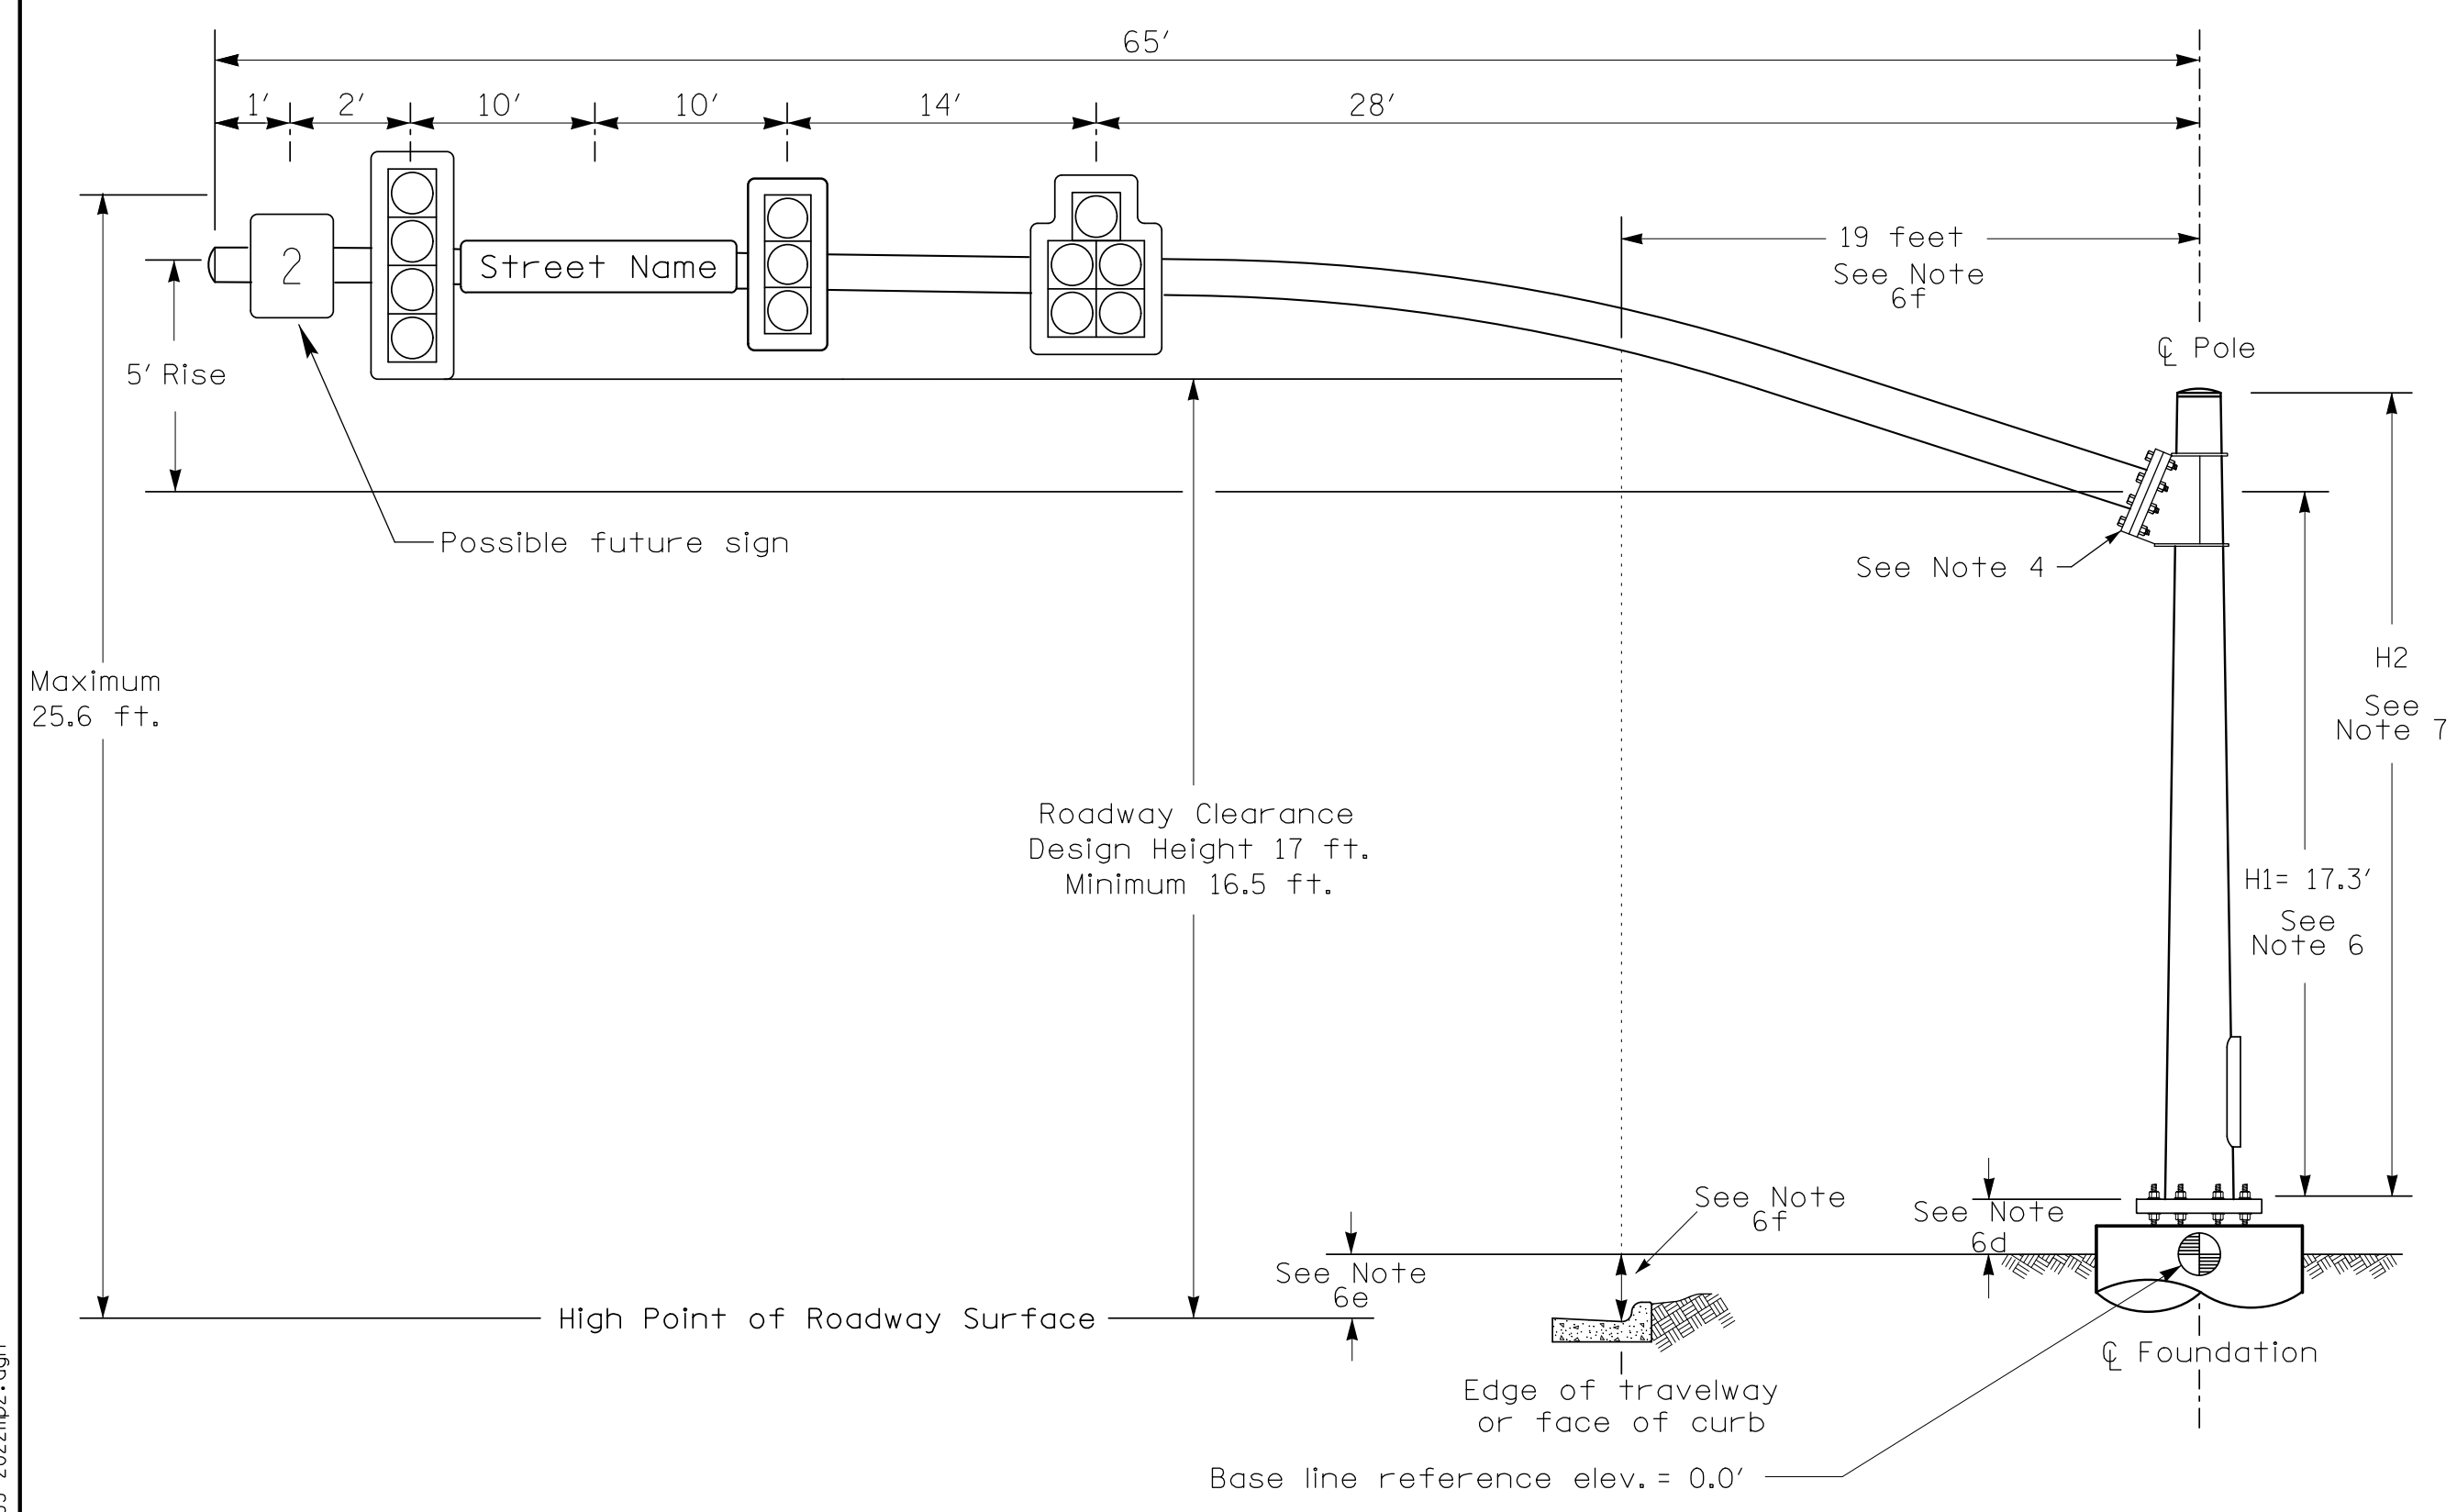 65'
1'
2'
10'
10'
14'
28'
2
Street Name
19 feet
See Note
6f
℄ Pole
5' Rise
Possible future sign
See Note 4
Maximum
25.6 ft.
H2
See
Note 7
Roadway Clearance
Design Height 17 ft.
Minimum 16.5 ft.
H1= 17.3'
See
Note 6
See Note
6f
See Note
6d
See Note
6e
High Point of Roadway Surface
℄ Foundation
Edge of travelway
or face of curb
Base line reference elev. = 0.0'